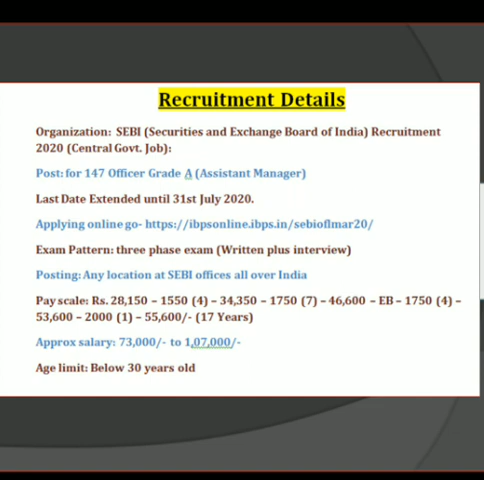 Recruitment Details
Organization: SEBI (Securities and Exchange Board of India) Recruitment
2020 (Central Govt. Job):
Post: for 147 Officer Grade A (Assistant Manager)
Last Date Extended until 31st July 2020.
Applying online go- https://ibpsonline.ibps.in/sebioflmar20/
Exam Pattern: three phase exam (Written plus interview)
Posting: Any location at SEBI offices all over India
Pay scale: Rs. 28,150 – 1550 (4) – 34,350 – 1750 (7) – 46,600 – EB – 1750 (4) –
53,600 – 2000 (1) – 55,600/- (17 Years)
Approx salary: 73,000/- to 1,07,000/-
Age limit: Below 30 years old